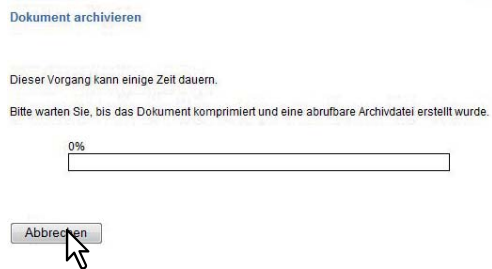 Dokument archivieren
Dieser Vorgang kann einige Zeit dauern.
Bitte warten Sie, bis das Dokument komprimiert und eine abrufbare Archivdatei erstellt wurde.
0%
Abbrechen